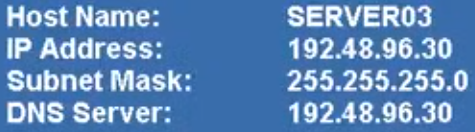 Host Name: SERVER03
IP Address: 192.48.96.30
Subnet Mask: 255.255.255.0
DNS Server: 192.48.96.30